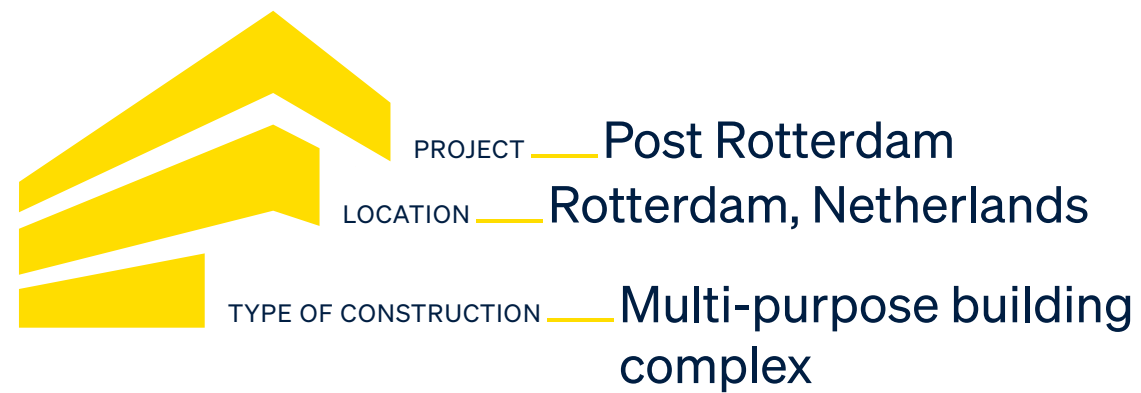 PROJECT Post Rotterdam
LOCATION Rotterdam, Netherlands
TYPE OF CONSTRUCTION Multi-purpose building
complex